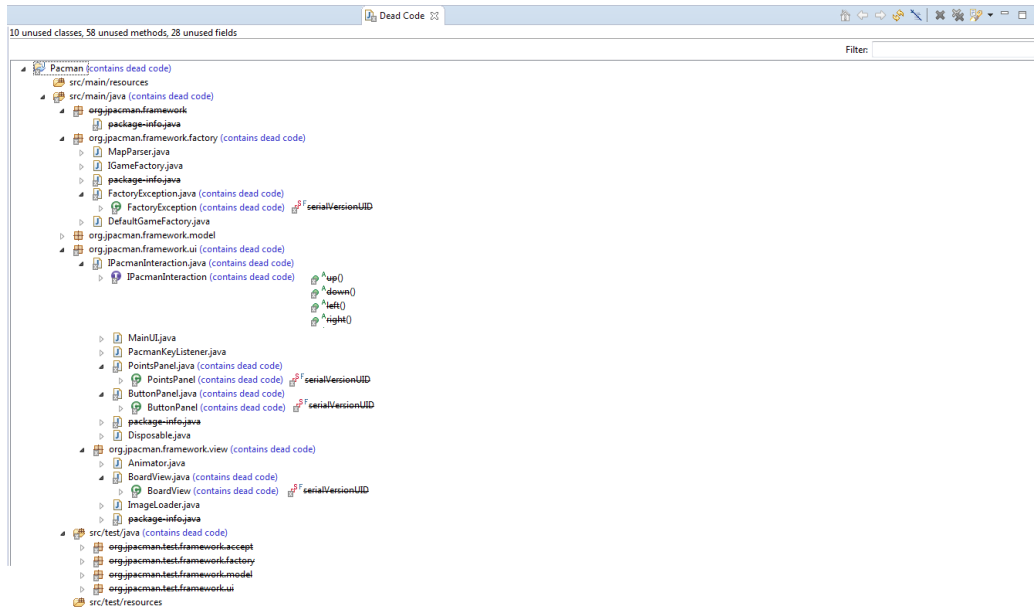 Dead Code
10 unused classes, 58 unused methods, 28 unused fields
Filter:
Pacman (contains dead code)
src/main/resources
src/main/java (contains dead code)
org.jpacman.framework
package-info.java
org.jpacman.framework.factory (contains dead code)
MapParser.java
IGameFactory.java
package-info.java
FactoryException.java (contains dead code)
FactoryException (contains dead code) S F serialVersionUID
DefaultGameFactory.java
org.jpacman.framework.model
org.jpacman.framework.ui (contains dead code)
IPacmanInteraction.java (contains dead code)
IPacmanInteraction (contains dead code) A up()
A down()
A left()
A right()
MainUI.java
PacmanKeyListener.java
PointsPanel.java (contains dead code)
PointsPanel (contains dead code) S F serialVersionUID
ButtonPanel.java (contains dead code)
ButtonPanel (contains dead code) S F serialVersionUID
package-info.java
Disposable.java
org.jpacman.framework.view (contains dead code)
Animator.java
BoardView.java (contains dead code)
BoardView (contains dead code) S F serialVersionUID
ImageLoader.java
package-info.java
src/test/java (contains dead code)
org.jpacman.test.framework.accept
org.jpacman.test.framework.factory
org.jpacman.test.framework.model
org.jpacman.test.framework.ui
src/test/resources